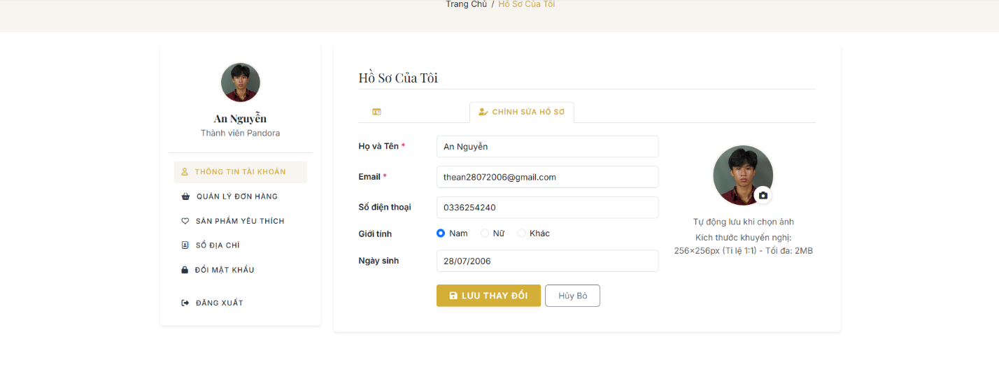 Trang Chủ / Hồ Sơ Của Tôi
An Nguyễn
Thành viên Pandora
THÔNG TIN TÀI KHOẢN
QUẢN LÝ ĐƠN HÀNG
SẢN PHẨM YÊU THÍCH
SỔ ĐỊA CHỈ
ĐỔI MẬT KHẨU
ĐĂNG XUẤT
Hồ Sơ Của Tôi
CHỈNH SỬA HỒ SƠ
Họ và Tên * An Nguyễn
Email * thean28072006@gmail.com
Số điện thoại 0336254240
Giới tính Nam Nữ Khác
Ngày sinh 28/07/2006
LƯU THAY ĐỔI Hủy Bỏ
Tự động lưu khi chọn ảnh
Kích thước khuyến nghị:
256×256px (Tỉ lệ 1:1) - Tối đa: 2MB